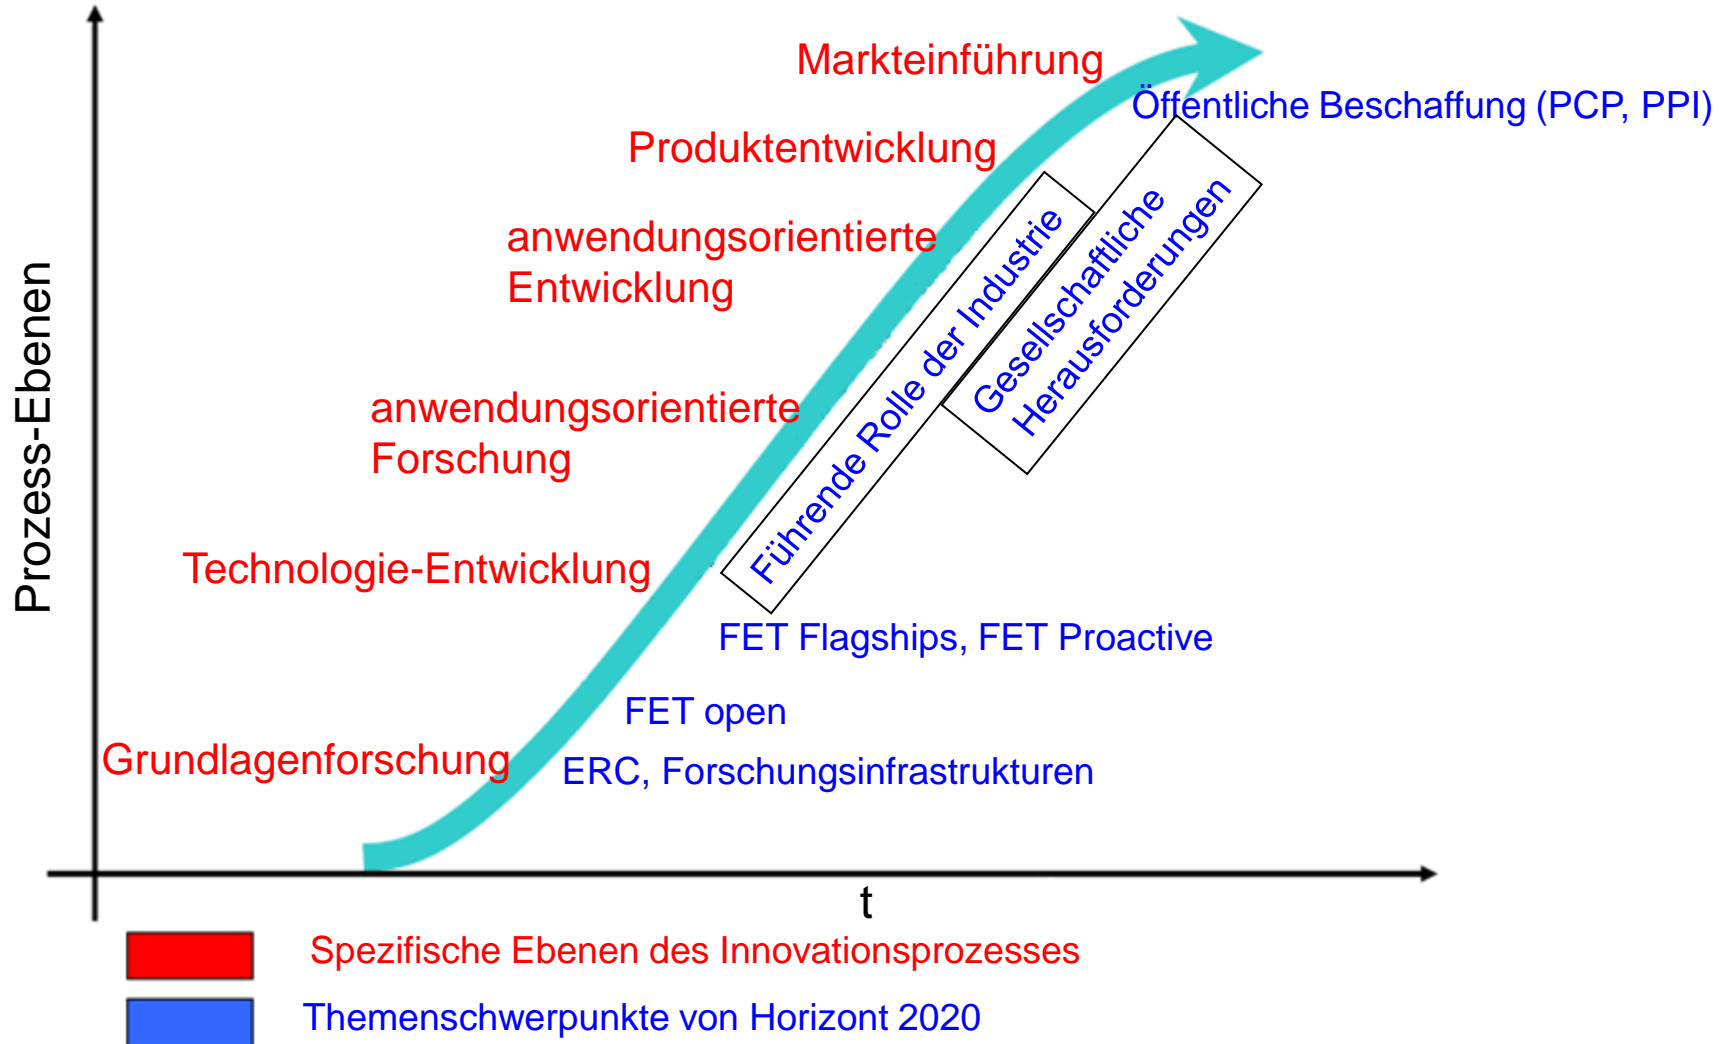 Markteinführung
Öffentliche Beschaffung (PCP, PPI)
Produktentwicklung
anwendungsorientierte
Entwicklung
Führende Rolle der Industrie
Gesellschaftliche
Herausforderungen
Prozess-Ebenen
anwendungsorientierte
Forschung
Technologie-Entwicklung
FET Flagships, FET Proactive
FET open
Grundlagenforschung
ERC, Forschungsinfrastrukturen
t
Spezifische Ebenen des Innovationsprozesses
Themenschwerpunkte von Horizont 2020